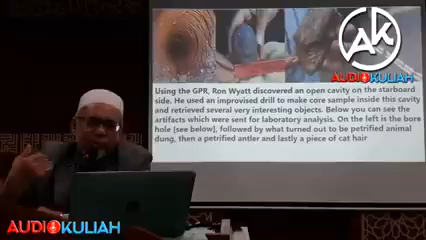 AK
AUDIOKULIAH
Using the GPR, Ron Wyatt discovered an open cavity on the starboard
side. He used an improvised drill to make core sample inside this cavity
and retrieved several very interesting objects. Below you can see the
artifacts which were sent for laboratory analysis. On the left is the bore
hole [see below], followed by what turned out to be petrified animal
dung, then a petrified antler and lastly a piece of cat hair
AUDIOKULIAH
AUDIOKULIAH